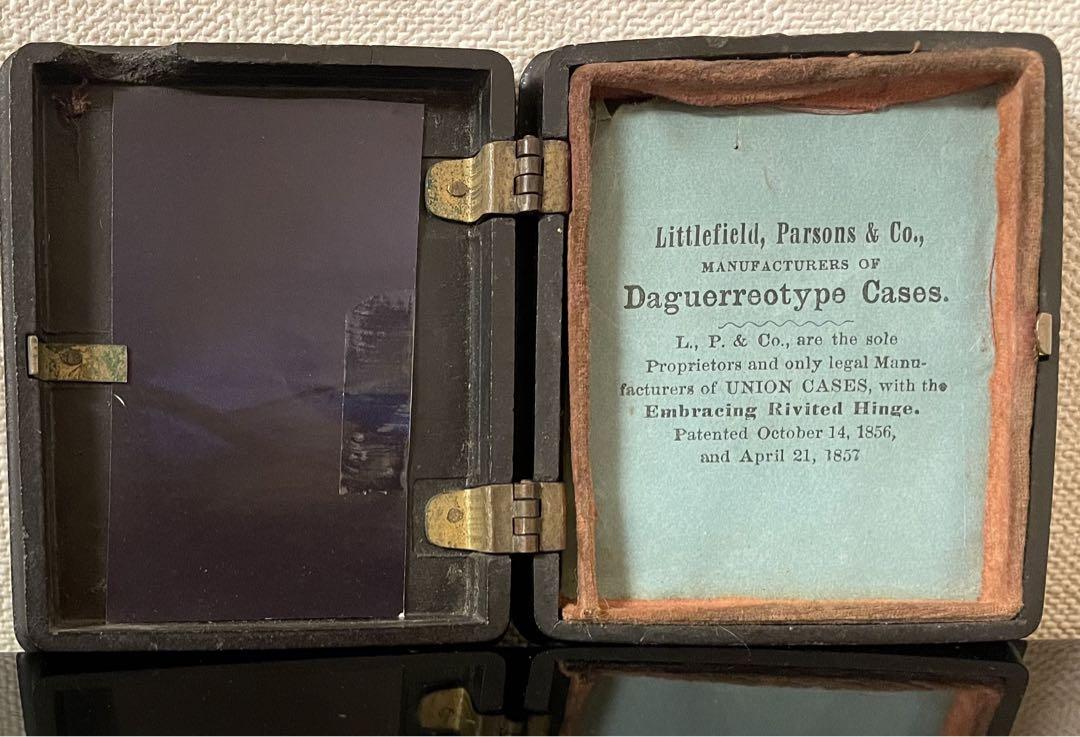 Littlefield, Parsons & Co.,
MANUFACTURERS OF
Daguerreotype Cases.
L., P. & Co., are the sole
Proprietors and only legal Manu-
facturers of UNION CASES, with the
Embracing Rivited Hinge.
Patented October 14, 1856,
and April 21, 1857